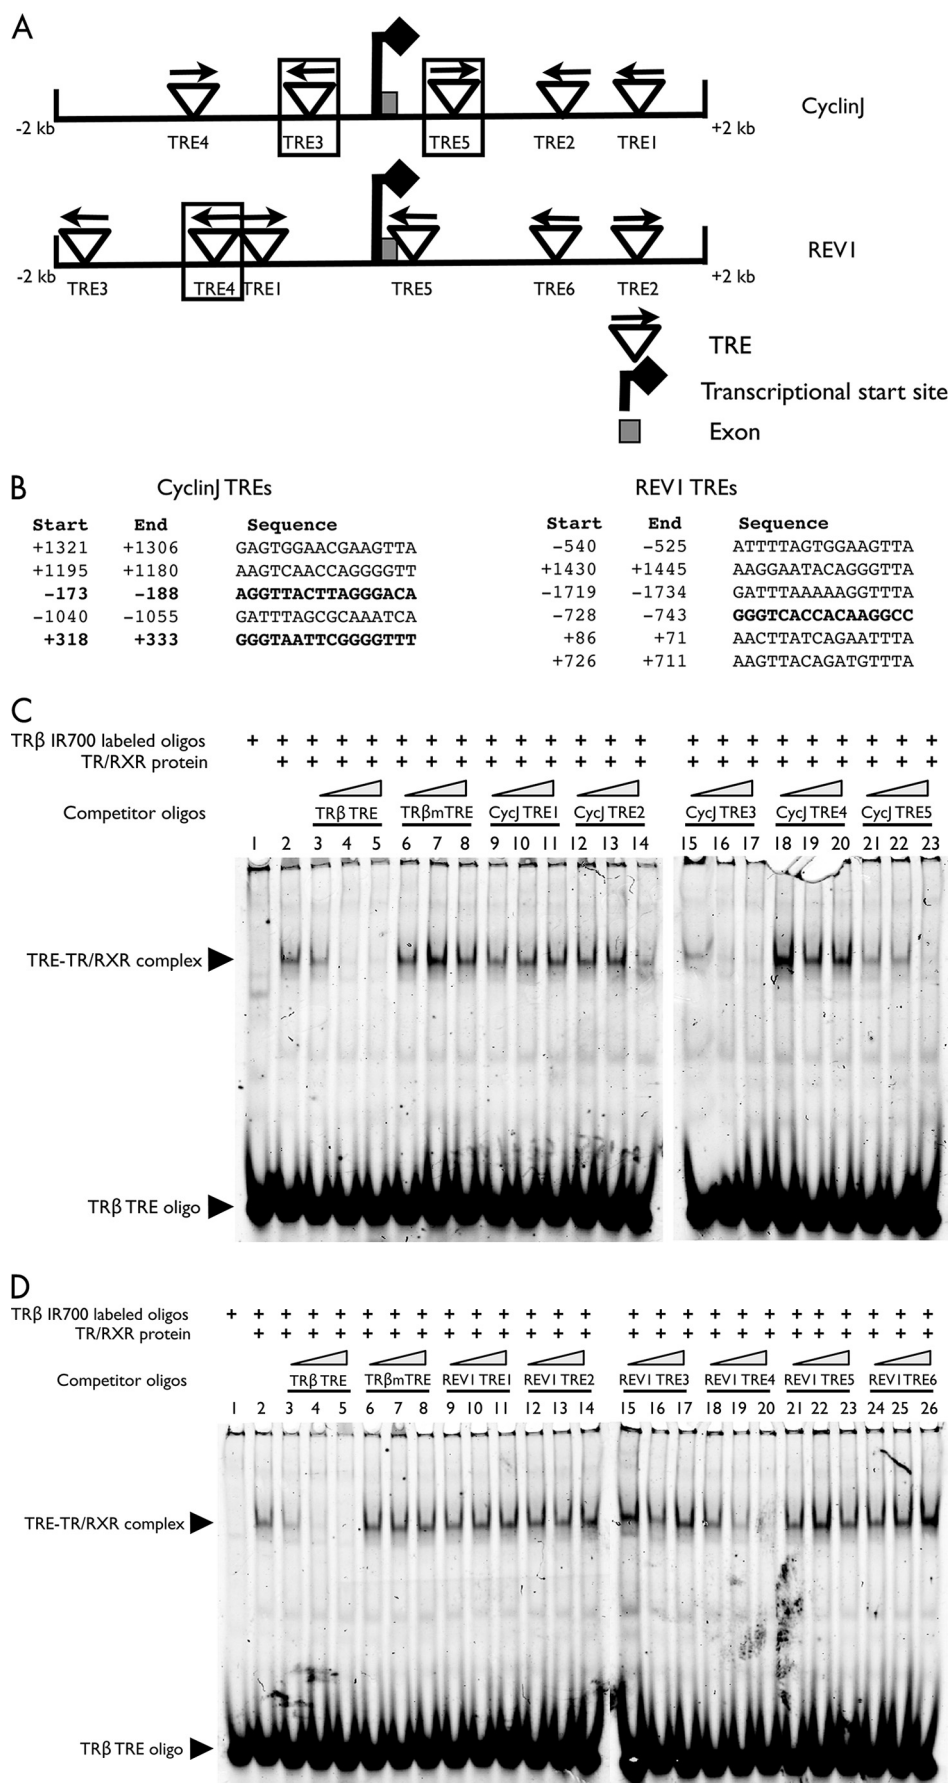 A
TRE4 TRE3 TRE5 TRE2 TRE1
-2 kb +2 kb
CyclinJ
TRE3 TRE4 TRE1 TRE5 TRE6 TRE2
-2 kb +2 kb
REV1
TRE
Transcriptional start site
Exon
B
CyclinJ TREs
Start End Sequence
+1321 +1306 GAGTGGAACGAAGTTA
+1195 +1180 AAGTCAACCAGGGGTT
-173 -188 AGGTTACTTAGGGACA
-1040 -1055 GATTTAGCGCAAATCA
+318 +333 GGGTAATTCGGGGTTT
REV1 TREs
Start End Sequence
-540 -525 ATTTTAGTGGAAGTTA
+1430 +1445 AAGGAATACAGGGTTA
-1719 -1734 GATTTAAAAAGGTTTA
-728 -743 GGGTCACCACAAGGCC
+86 +71 AACTTATCAGAATTTA
+726 +711 AAGTTACAGATGTTTA
C
TRβ IR700 labeled oligos + + + + + + + + + + + + + + + + + + + + + + +
TR/RXR protein + + + + + + + + + + + + + + + + + + + + + +
Competitor oligos TRβ TRE TRβmTRE CycJ TRE1 CycJ TRE2 CycJ TRE3 CycJ TRE4 CycJ TRE5
1 2 3 4 5 6 7 8 9 10 11 12 13 14 15 16 17 18 19 20 21 22 23
TRE-TR/RXR complex
TRβ TRE oligo
D
TRβ IR700 labeled oligos + + + + + + + + + + + + + + + + + + + + + + + + + +
TR/RXR protein + + + + + + + + + + + + + + + + + + + + + + + + +
Competitor oligos TRβ TRE TRβmTRE REV1 TRE1 REV1 TRE2 REV1 TRE3 REV1 TRE4 REV1 TRE5 REV1 TRE6
1 2 3 4 5 6 7 8 9 10 11 12 13 14 15 16 17 18 19 20 21 22 23 24 25 26
TRE-TR/RXR complex
TRβ TRE oligo